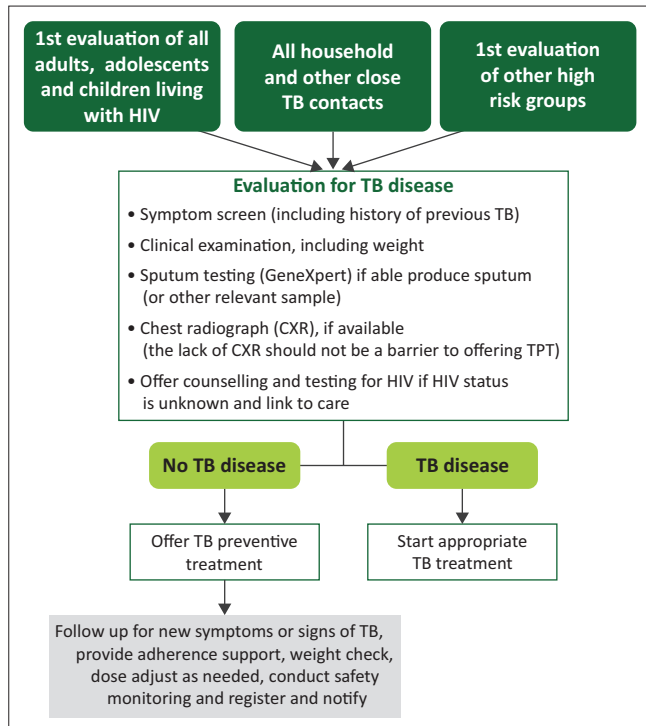 1st evaluation of all
adults, adolescents
and children living
with HIV
All household
and other close
TB contacts
1st evaluation
of other high
risk groups
Evaluation for TB disease
• Symptom screen (including history of previous TB)
• Clinical examination, including weight
• Sputum testing (GeneXpert) if able produce sputum
(or other relevant sample)
• Chest radiograph (CXR), if available
(the lack of CXR should not be a barrier to offering TPT)
• Offer counselling and testing for HIV if HIV status
is unknown and link to care
No TB disease
TB disease
Offer TB preventive
treatment
Start appropriate
TB treatment
Follow up for new symptoms or signs of TB,
provide adherence support, weight check,
dose adjust as needed, conduct safety
monitoring and register and notify